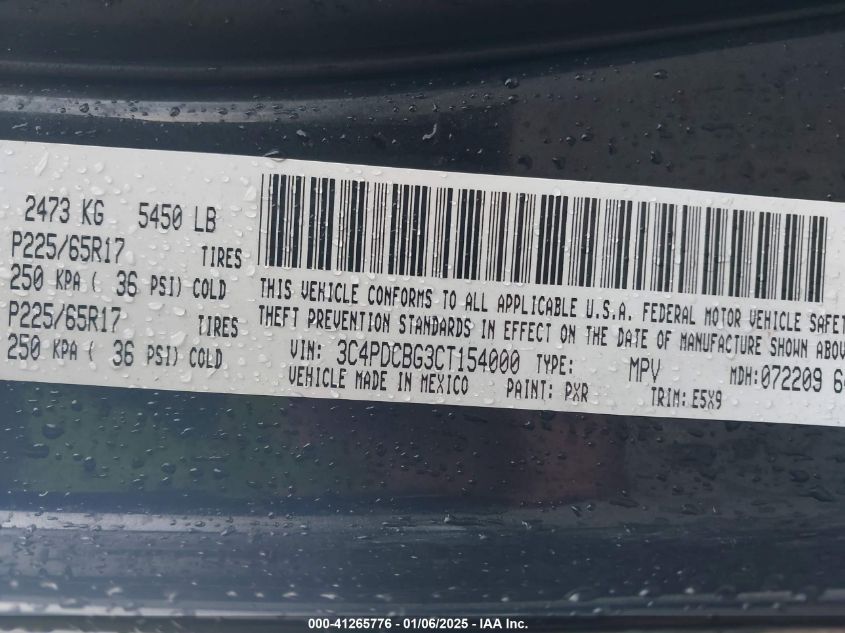 2473 KG 5450 LB
P225/65R17 TIRES
250 KPA ( 36 PSI) COLD
P225/65R17 TIRES
250 KPA ( 36 PSI) COLD
THIS VEHICLE CONFORMS TO ALL APPLICABLE U.S.A. FEDERAL MOTOR VEHICLE SAFET
THEFT PREVENTION STANDARDS IN EFFECT ON THE DATE OF MANUFACTURE SHOWN ABOV
VIN: 3C4PDCBG3CT154000 TYPE: MPV MDH:072209 6
VEHICLE MADE IN MEXICO PAINT: PXR TRIM: E5X9
000-41265776 - 01/06/2025 - IAA Inc.